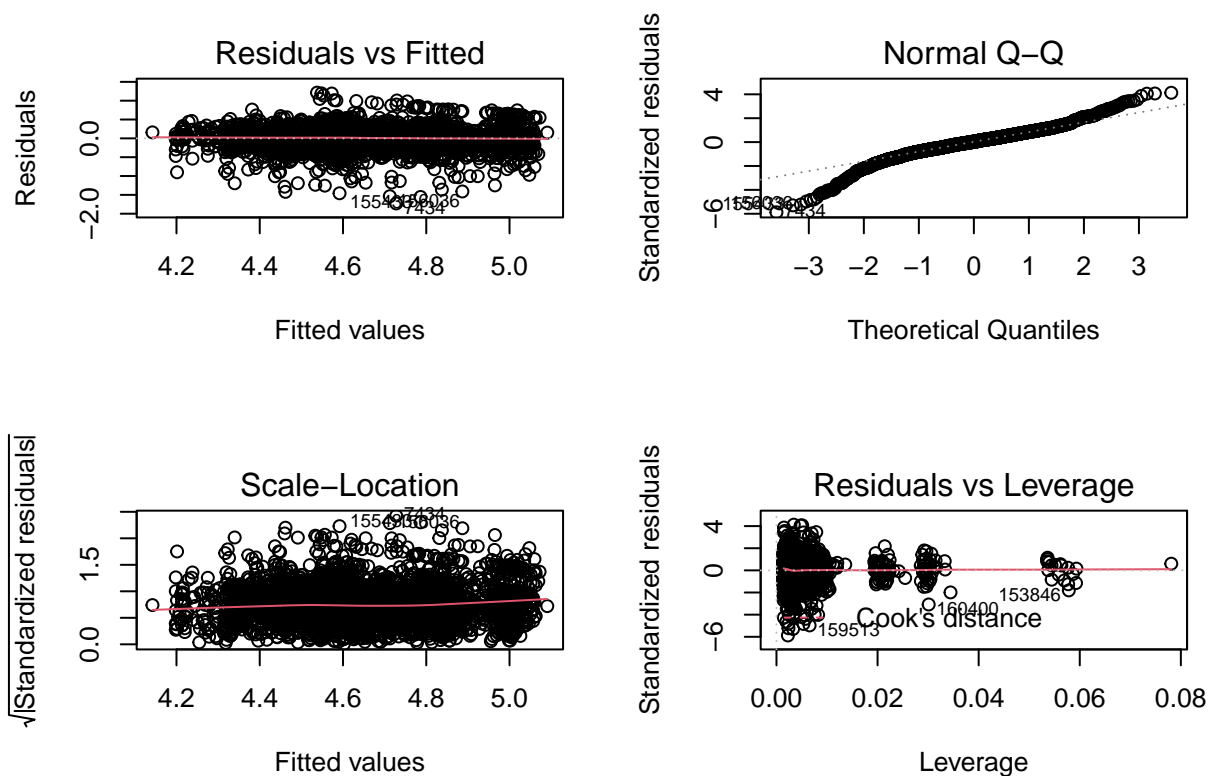 Residuals vs Fitted
Residuals
0.0
−2.0
7434
4.2 4.4 4.6 4.8 5.0
Fitted values
Normal Q−Q
Standardized residuals
4
0
−6
7434
−3 −2 −1 0 1 2 3
Theoretical Quantiles
Scale−Location
√|Standardized residuals|
1.5
0.0
7434
4.2 4.4 4.6 4.8 5.0
Fitted values
Residuals vs Leverage
Standardized residuals
4
0
−6
153846
160400
Cook's distance
159513
0.00 0.02 0.04 0.06 0.08
Leverage